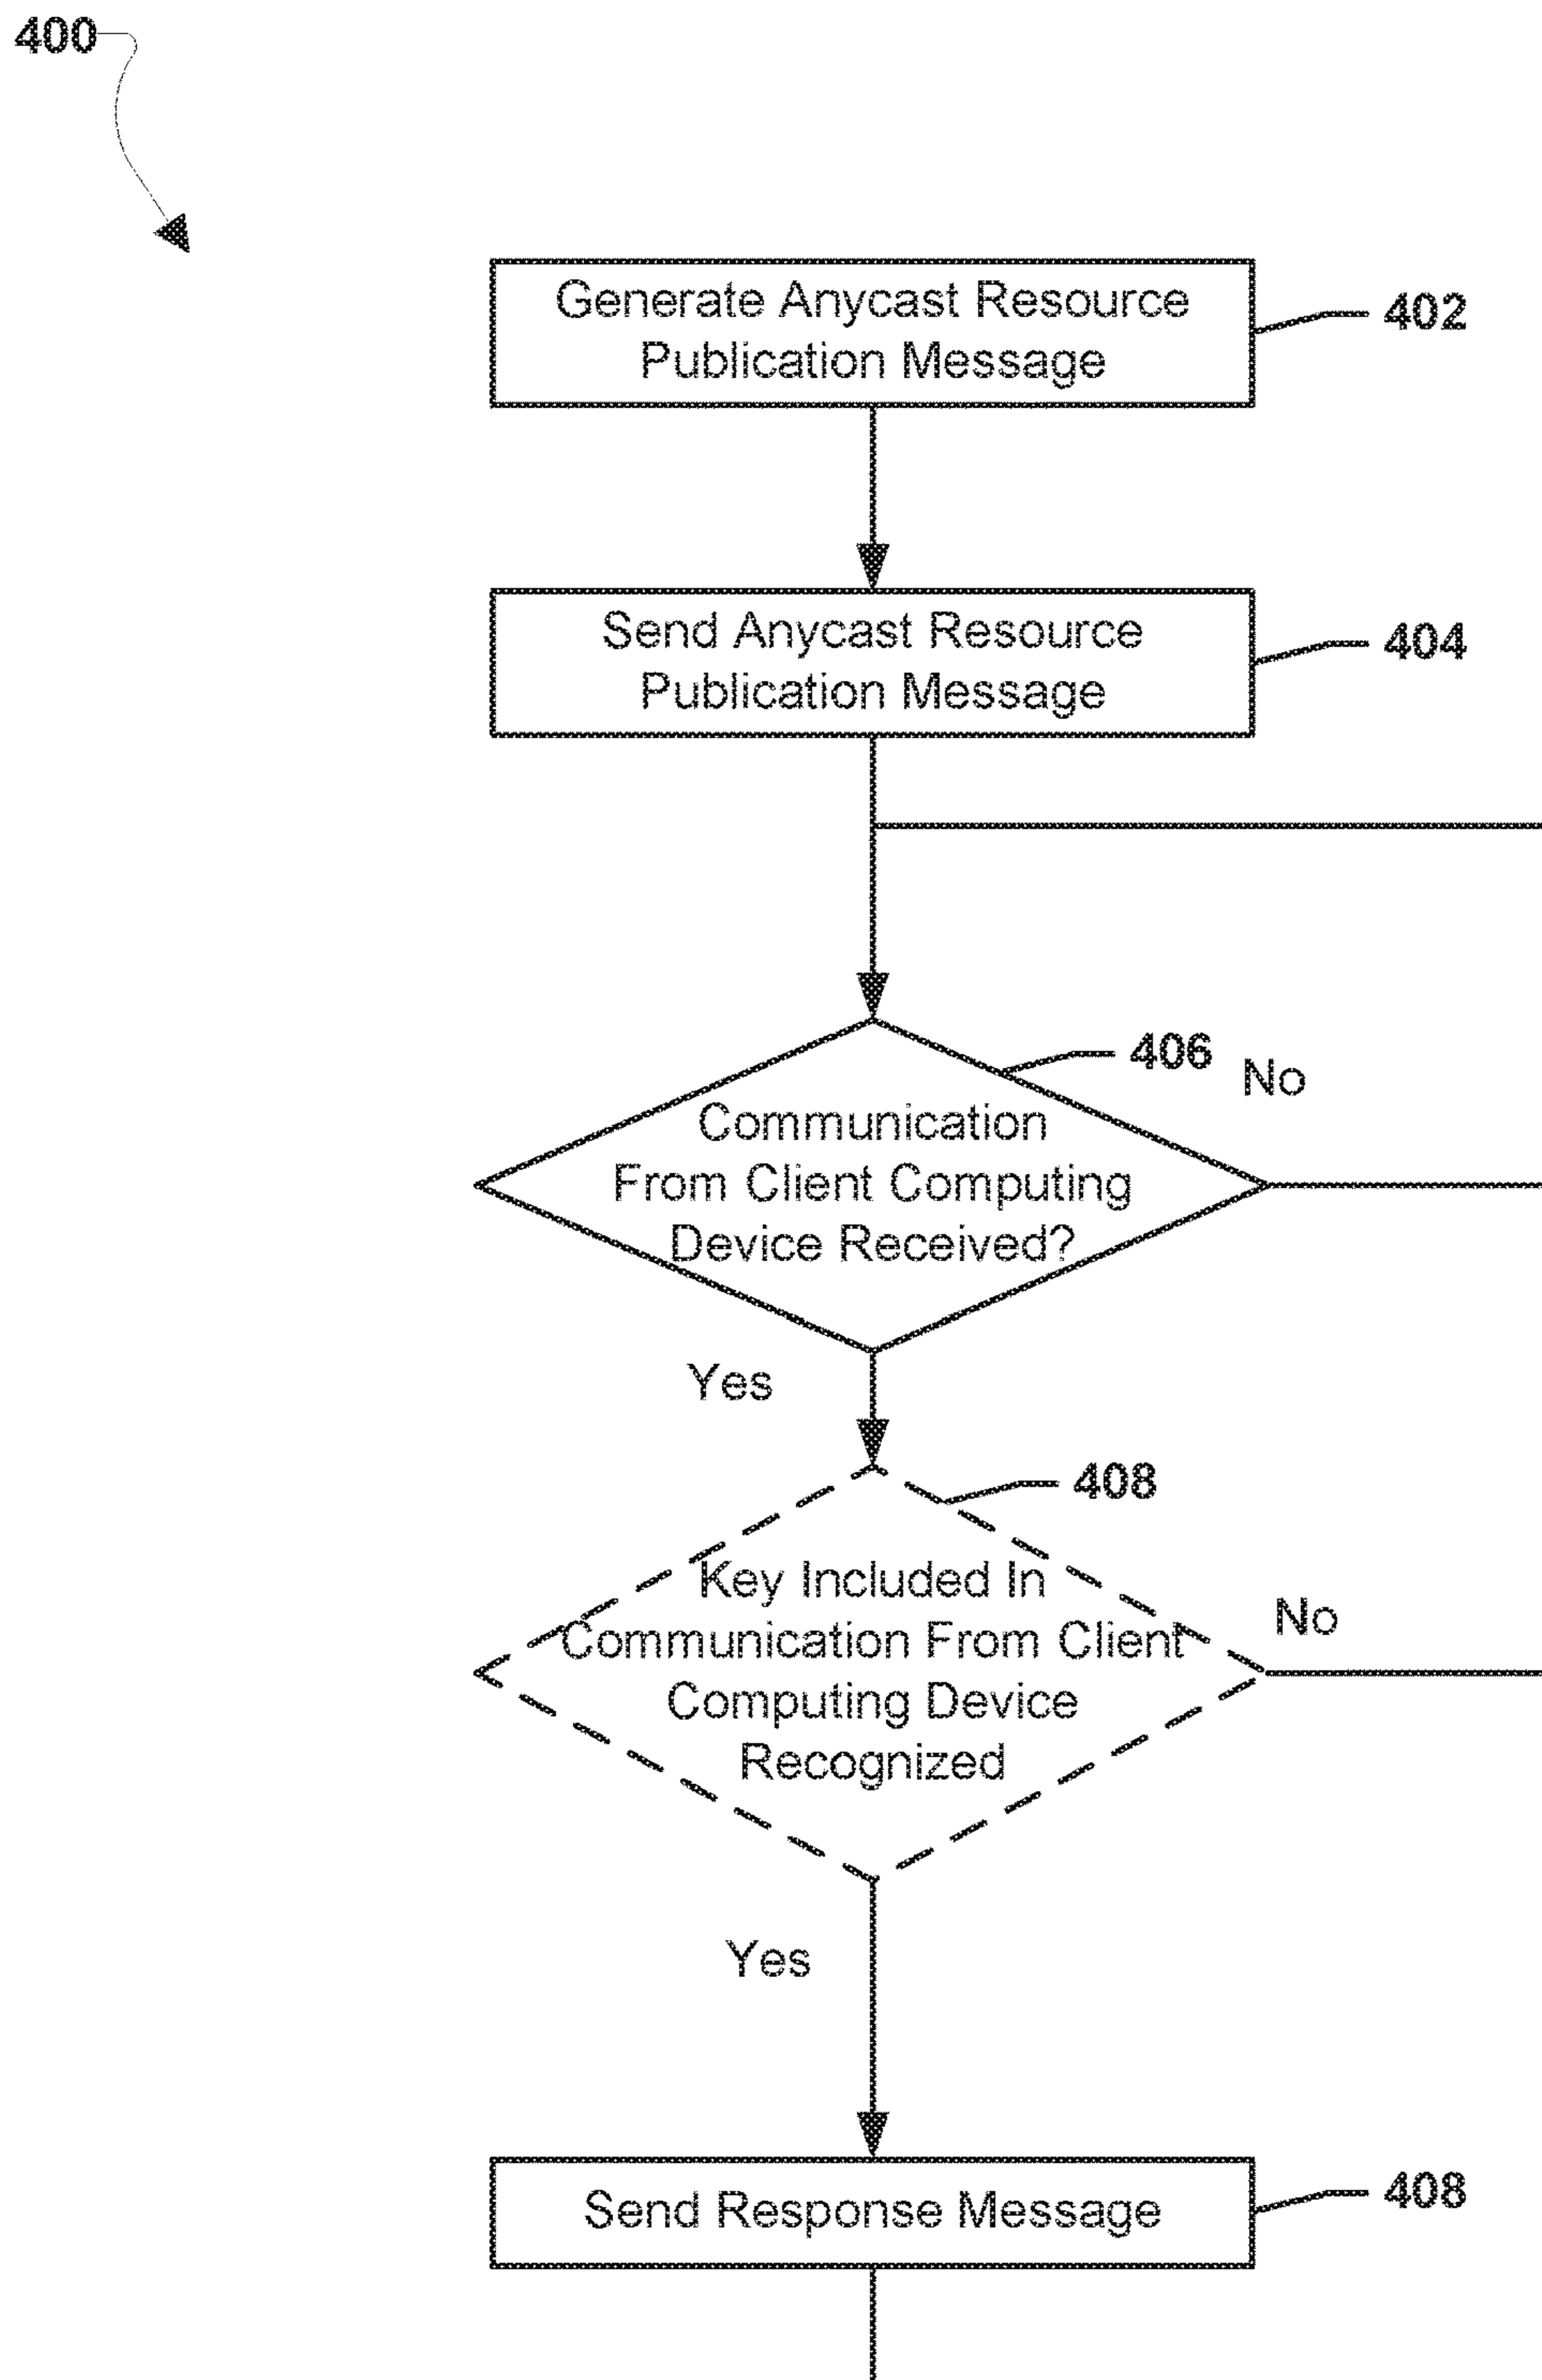 400
Generate Anycast Resource
Publication Message
402
Send Anycast Resource
Publication Message
404
406
No
Communication
From Client Computing
Device Received?
Yes
408
Key Included In
Communication From Client
Computing Device
Recognized
No
Yes
Send Response Message
408